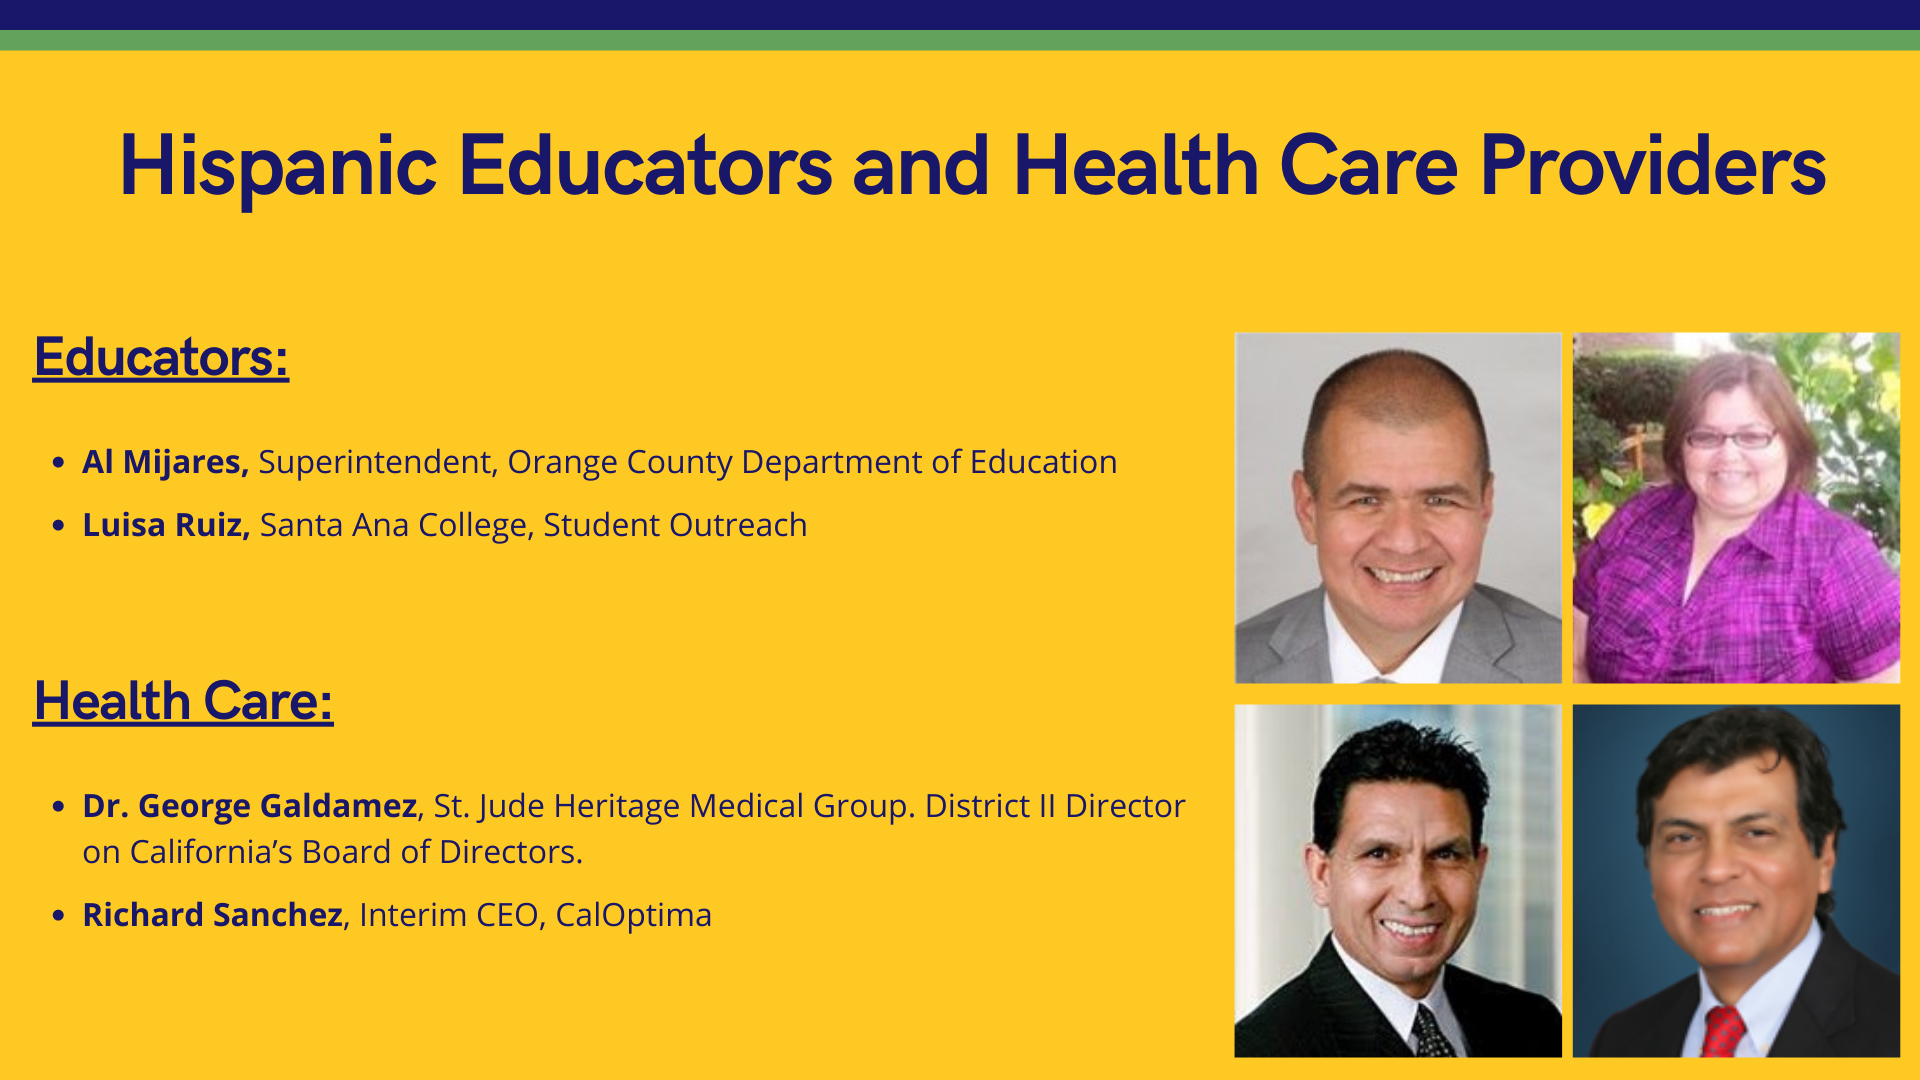 Hispanic Educators and Health Care Providers
Educators:
• Al Mijares, Superintendent, Orange County Department of Education
• Luisa Ruiz, Santa Ana College, Student Outreach
Health Care:
• Dr. George Galdamez, St. Jude Heritage Medical Group. District II Director
on California’s Board of Directors.
• Richard Sanchez, Interim CEO, CalOptima